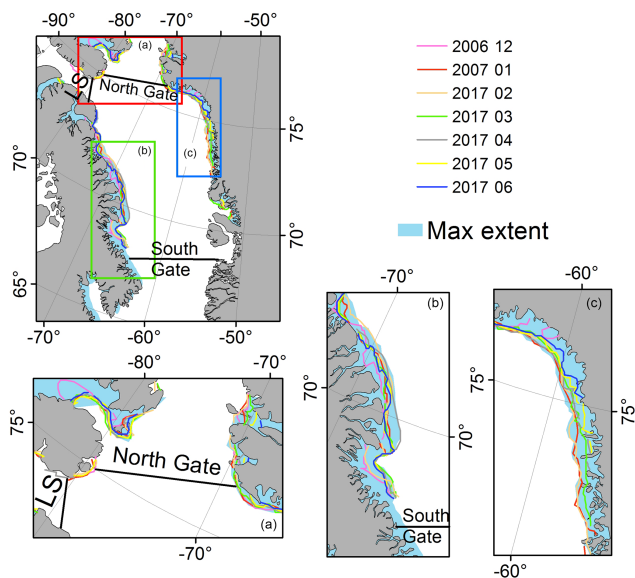 -90° -80° -70° -60° -50°
(a)
LS
North Gate
75°
(c)
70°
(b)
70°
South
Gate
65°
-70° -60° -50°
2006 12
2007 01
2017 02
2017 03
2017 04
2017 05
2017 06
Max extent
-80° -70°
75°
North Gate
LS
(a)
-70°
-70°
(b)
70°
70°
South
Gate
-60°
(c)
75°
75°
-60°